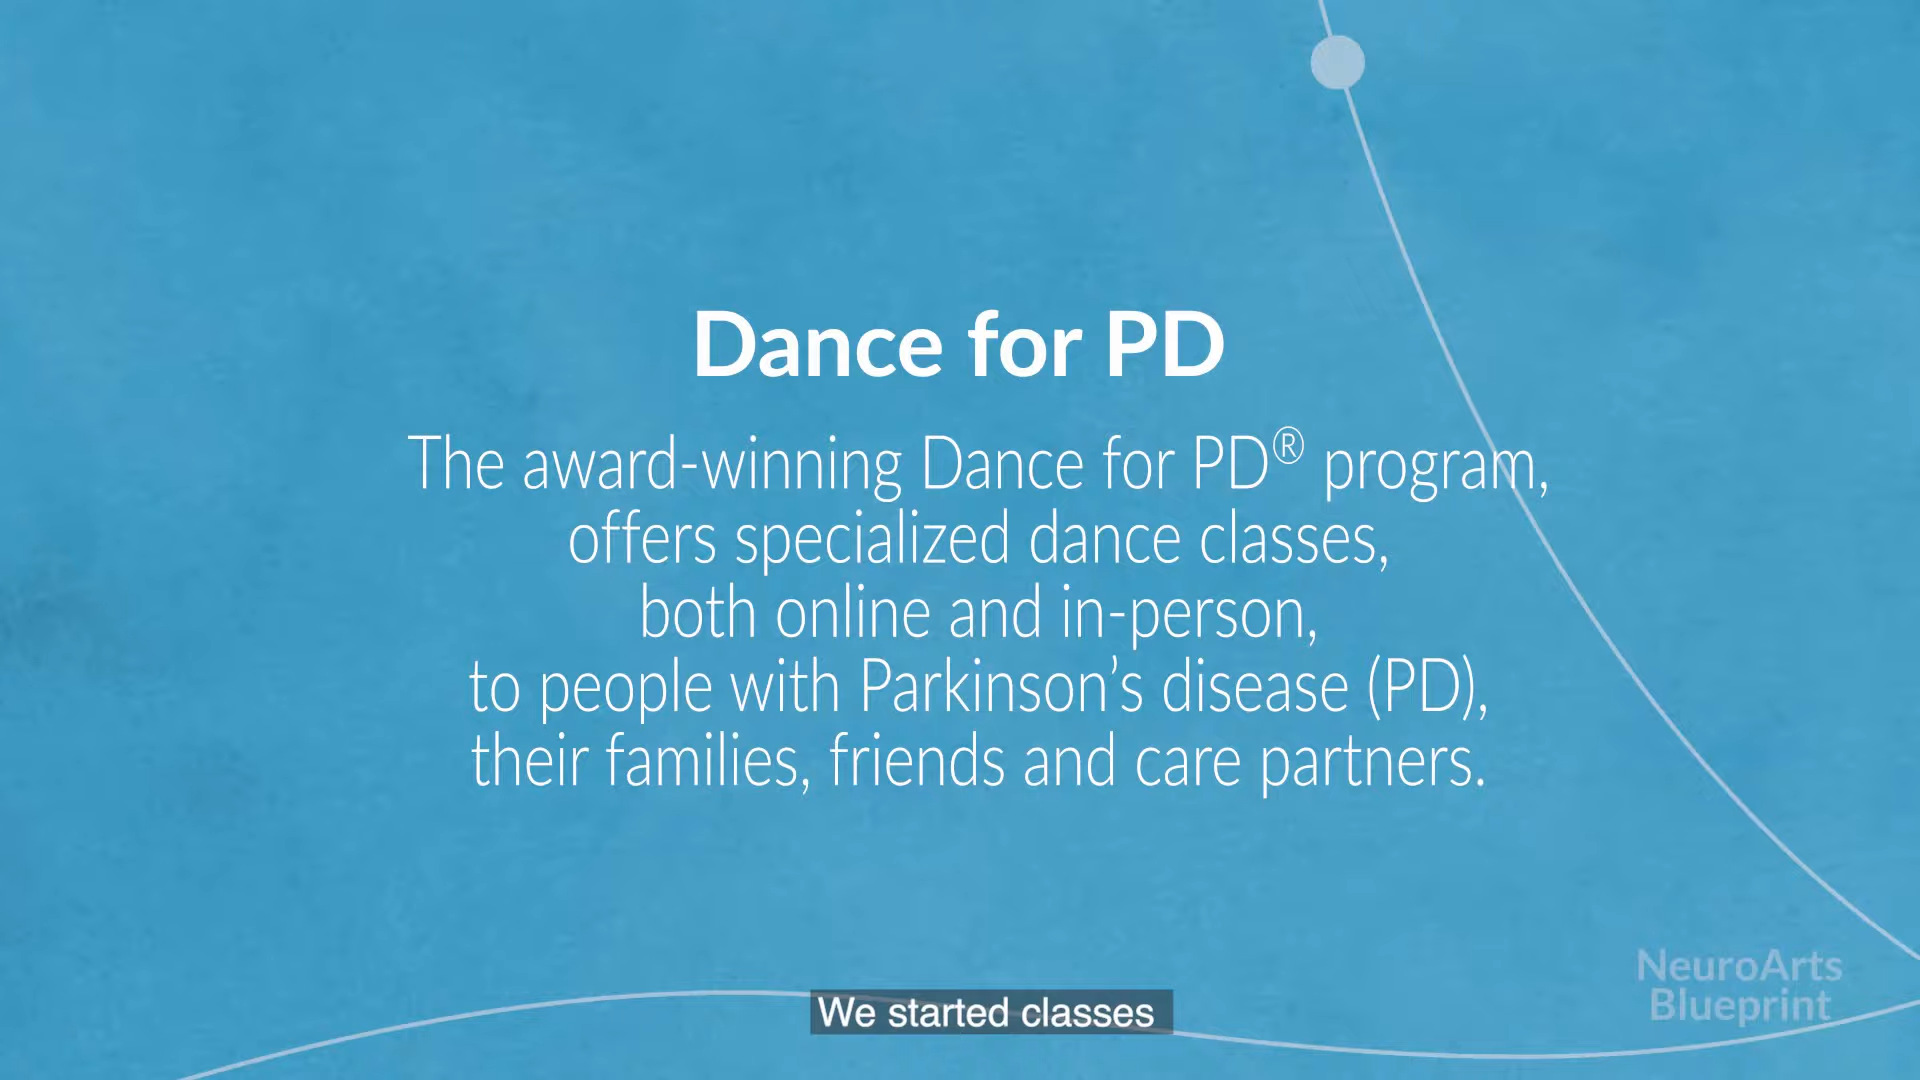 Dance for PD
The award-winning Dance for PD® program,
offers specialized dance classes,
both online and in-person,
to people with Parkinson’s disease (PD),
their families, friends and care partners.
NeuroArts
Blueprint
We started classes